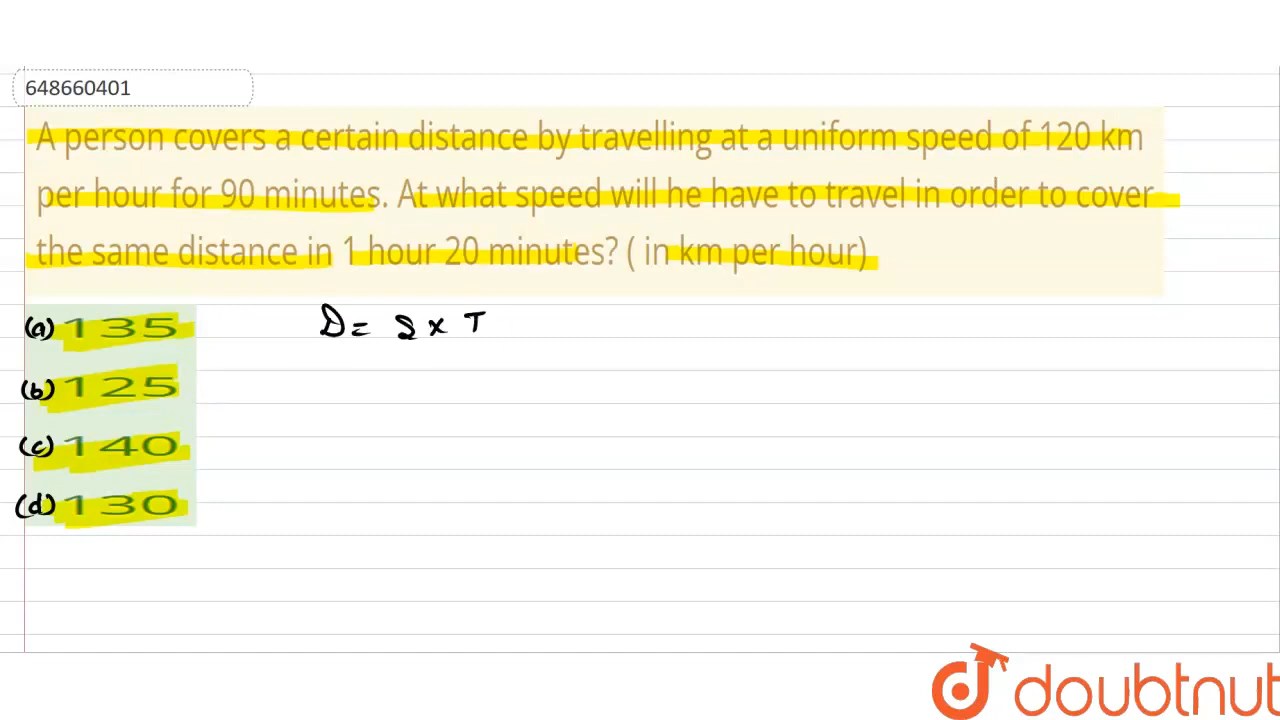 648660401
A person covers a certain distance by travelling at a uniform speed of 120 km
per hour for 90 minutes. At what speed will he have to travel in order to cover
the same distance in 1 hour 20 minutes? ( in km per hour)
(a) 135
D = S × T
(b) 125
(c) 140
(d) 130
doubtnut